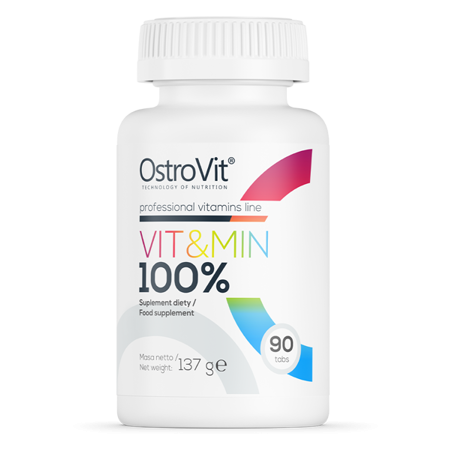 OstroVit®
TECHNOLOGY OF NUTRITION
professional vitamins line
VIT&MIN
100%
Suplement diety /
Food supplement
90
tabs
Masa netto /
Net weight: 137 g℮